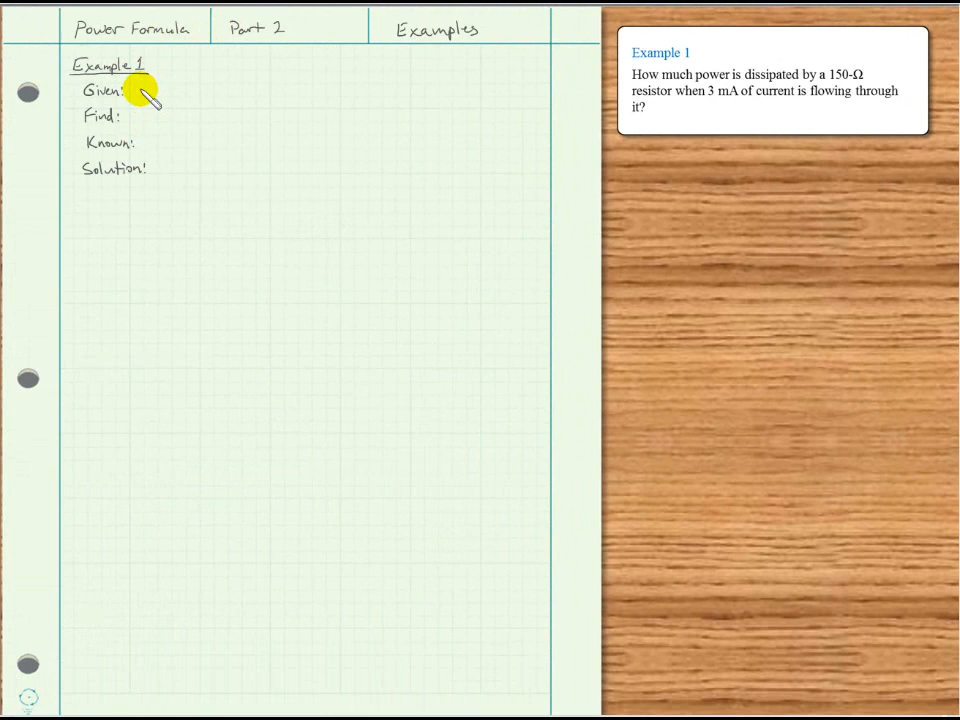 Power Formula Part 2 Examples
Example 1
Given:
Find:
Known:
Solution:
Example 1
How much power is dissipated by a 150-Ω
resistor when 3 mA of current is flowing through
it?